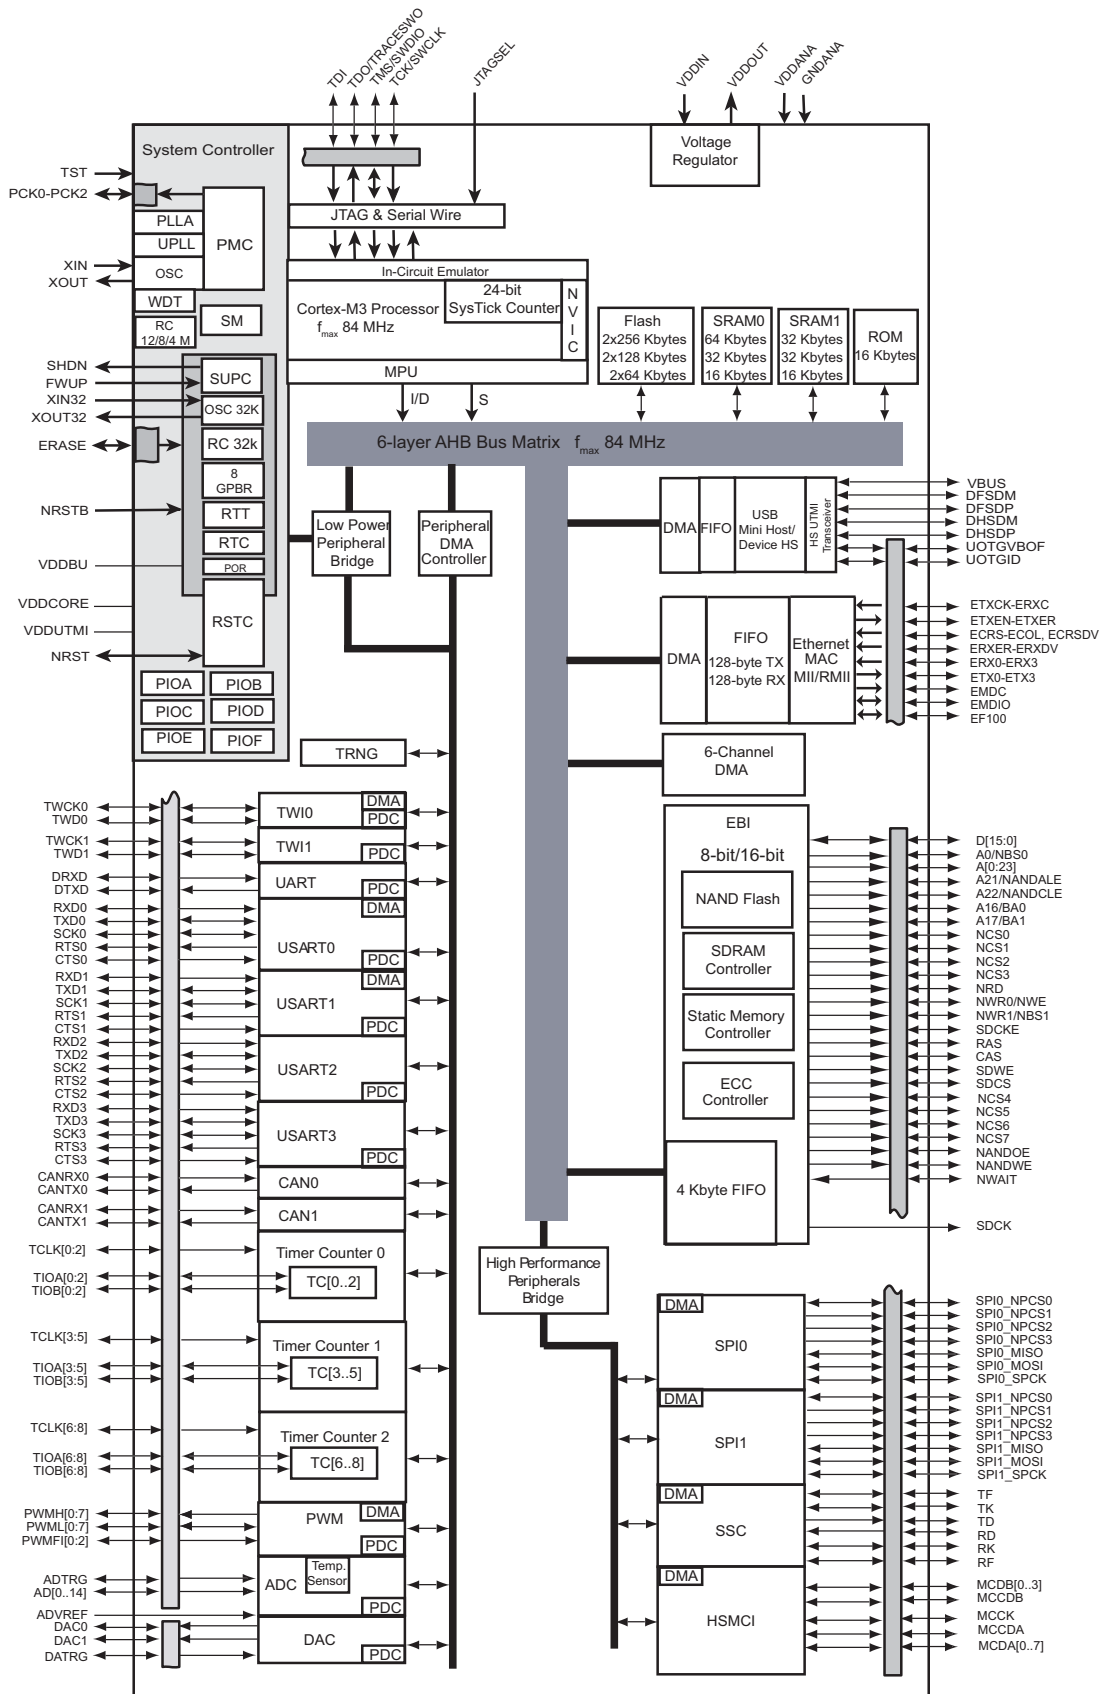 TDI
TDO/TRACESWO
TMS/SWDIO
TCK/SWCLK
JTAGSEL
VDDIN
VDDOUT
VDDANA
GNDANA
System Controller
Voltage
Regulator
TST
PCK0-PCK2
JTAG & Serial Wire
PLLA
UPLL
PMC
XIN
XOUT
OSC
In-Circuit Emulator
WDT
SM
RC
12/8/4 M
Cortex-M3 Processor
fmax 84 MHz
24-bit
SysTick Counter
N
V
I
C
MPU
Flash
2x256 Kbytes
2x128 Kbytes
2x64 Kbytes
SRAM0
64 Kbytes
32 Kbytes
16 Kbytes
SRAM1
32 Kbytes
32 Kbytes
16 Kbytes
ROM
16 Kbytes
SHDN
FWUP
XIN32
XOUT32
ERASE
NRSTB
VDDBU
VDDCORE
VDDUTMI
NRST
SUPC
OSC 32K
RC 32k
8
GPBR
RTT
RTC
POR
RSTC
I/D
S
6-layer AHB Bus Matrix fmax 84 MHz
Low Power
Peripheral
Bridge
Peripheral
DMA
Controller
DMA
FIFO
USB
Mini Host/
Device HS
HS UTMI
Transceiver
VBUS
DFSDM
DFSDP
DHSDM
DHSDP
UOTGVBOF
UOTGID
DMA
FIFO
128-byte TX
128-byte RX
Ethernet
MAC
MII/RMII
ETXCK-ERXC
ETXEN-ETXER
ECRS-ECOL, ECRSDV
ERXER-ERXDV
ERX0-ERX3
ETX0-ETX3
EMDC
EMDIO
EF100
PIOA
PIOB
PIOC
PIOD
PIOE
PIOF
TRNG
6-Channel
DMA
TWCK0
TWD0
TWCK1
TWD1
DRXD
DTXD
RXD0
TXD0
SCK0
RTS0
CTS0
RXD1
TXD1
SCK1
RTS1
CTS1
RXD2
TXD2
SCK2
RTS2
CTS2
RXD3
TXD3
SCK3
RTS3
CTS3
CANRX0
CANTX0
CANRX1
CANTX1
TCLK[0:2]
TIOA[0:2]
TIOB[0:2]
TCLK[3:5]
TIOA[3:5]
TIOB[3:5]
TCLK[6:8]
TIOA[6:8]
TIOB[6:8]
PWMH[0:7]
PWML[0:7]
PWMFI[0:2]
ADTRG
AD[0..14]
ADVREF
DAC0
DAC1
DATRG
TWI0
DMA
PDC
TWI1
PDC
UART
PDC
DMA
USART0
PDC
DMA
USART1
PDC
USART2
PDC
USART3
PDC
CAN0
CAN1
Timer Counter 0
TC[0..2]
Timer Counter 1
TC[3..5]
Timer Counter 2
TC[6..8]
PWM
DMA
PDC
ADC
Temp.
Sensor
PDC
DAC
PDC
EBI
8-bit/16-bit
NAND Flash
SDRAM
Controller
Static Memory
Controller
ECC
Controller
4 Kbyte FIFO
D[15:0]
A0/NBS0
A[0:23]
A21/NANDALE
A22/NANDCLE
A16/BA0
A17/BA1
NCS0
NCS1
NCS2
NCS3
NRD
NWR0/NWE
NWR1/NBS1
SDCKE
RAS
CAS
SDWE
SDCS
NCS4
NCS5
NCS6
NCS7
NANDOE
NANDWE
NWAIT
SDCK
High Performance
Peripherals
Bridge
DMA
SPI0
DMA
SPI1
DMA
SSC
DMA
HSMCI
SPI0_NPCS0
SPI0_NPCS1
SPI0_NPCS2
SPI0_NPCS3
SPI0_MISO
SPI0_MOSI
SPI0_SPCK
SPI1_NPCS0
SPI1_NPCS1
SPI1_NPCS2
SPI1_NPCS3
SPI1_MISO
SPI1_MOSI
SPI1_SPCK
TF
TK
TD
RD
RK
RF
MCDB[0..3]
MCCDB
MCCK
MCCDA
MCDA[0..7]